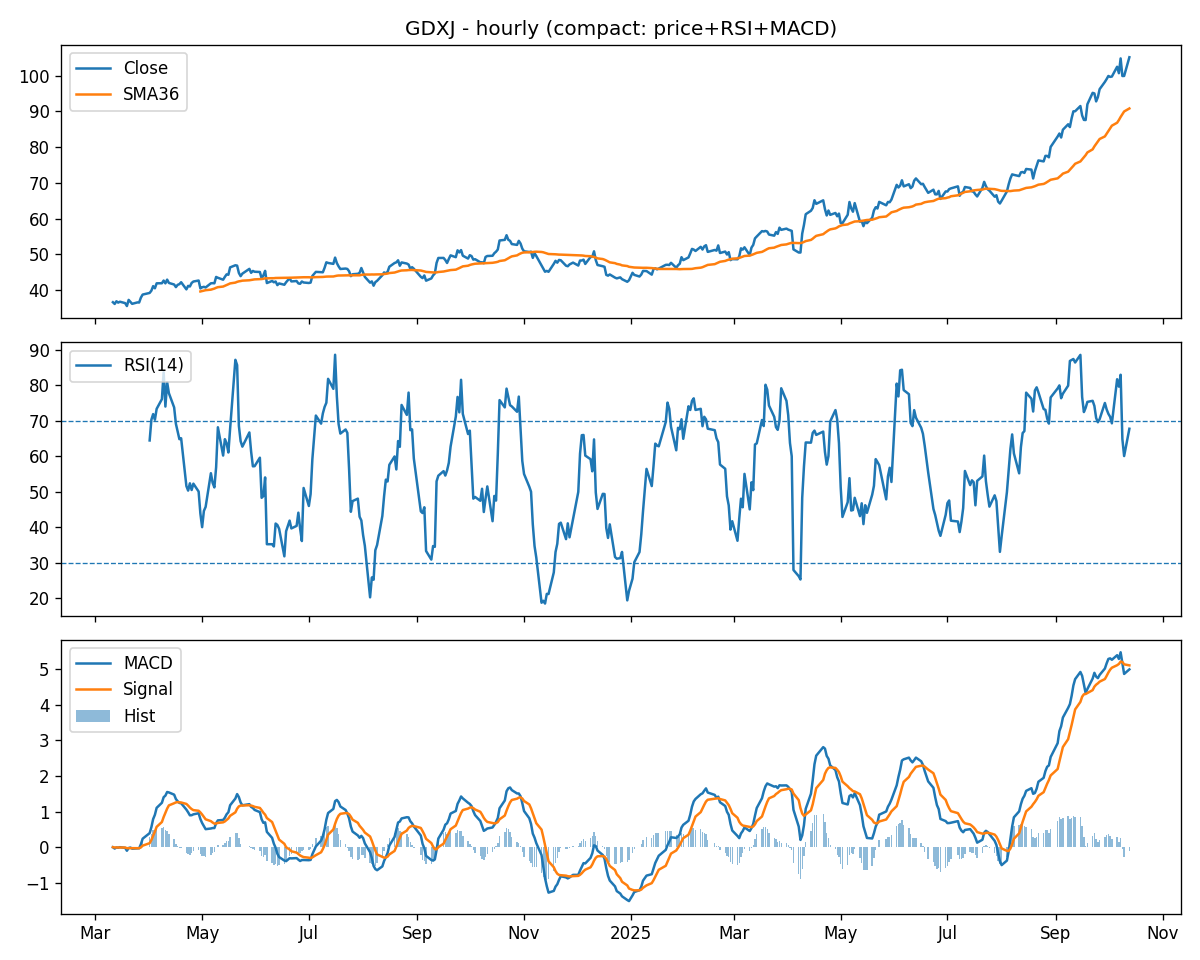 GDXJ - hourly (compact: price+RSI+MACD)
Close
SMA36
100
90
80
70
60
50
40
RSI(14)
90
80
70
60
50
40
30
20
MACD
Signal
Hist
5
4
3
2
1
0
−1
Mar May Jul Sep Nov 2025 Mar May Jul Sep Nov